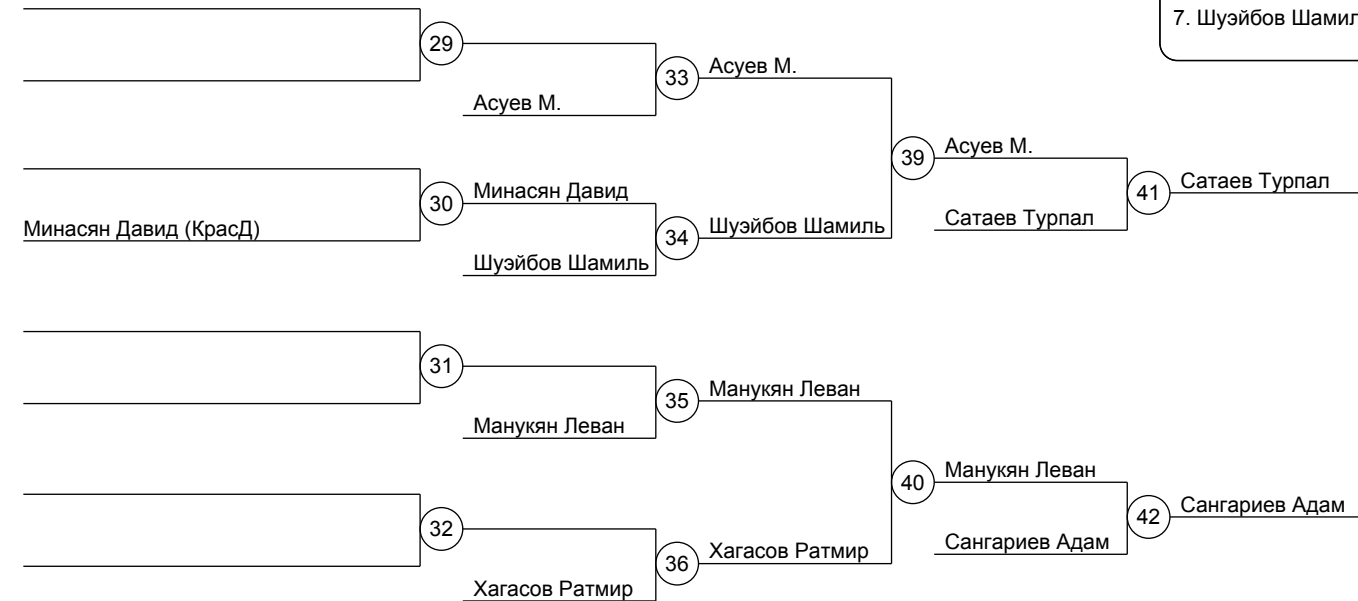 7. Шуэйбов Шамил
29
33
Асуев М.
Асуев М.
39
Асуев М.
30
Минасян Давид
41
Сатаев Турпал
Минасян Давид (КрасД)
34
Шуэйбов Шамиль
Сатаев Турпал
Шуэйбов Шамиль
31
35
Манукян Леван
Манукян Леван
40
Манукян Леван
32
42
Сангариев Адам
36
Хагасов Ратмир
Сангариев Адам
Хагасов Ратмир